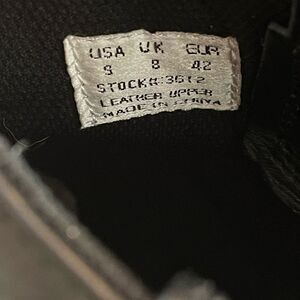 USA UK EUR
9 8 42
STOCK#:3612
LEATHER UPPER
MADE IN CHINA